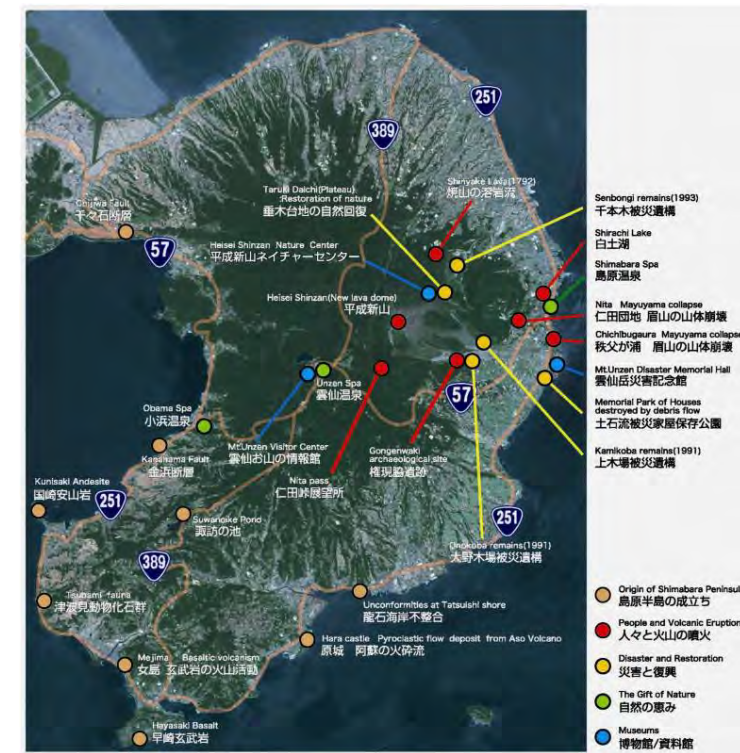 251
389
Shinyake Lava(1792)
焼山の溶岩流
Taruki Daichi(Plateau)
:Restoration of nature
垂木台地の自然回復
Senbongi remains(1993)
千本木被災遺構
Chijiwa Fault
千々石断層
57
Heisei Shinzan Nature Center
平成新山ネイチャーセンター
Shirachi Lake
白土湖
Shimabara Spa
島原温泉
Heisei Shinzan(New lava dome)
平成新山
Nita Mayuyama collapse
仁田団地 眉山の山体崩壊
Chichibugaura Mayuyama collapse
秩父が浦 眉山の山体崩壊
Mt.Unzen Disaster Memorial Hall
雲仙岳災害記念館
Unzen Spa
雲仙温泉
57
Memorial Park of Houses
destroyed by debris flow
土石流被災家屋保存公園
Obama Spa
小浜温泉
Mt.Unzen Visitor Center
雲仙お山の情報館
Gongenwaki
archaeological site
権現脇遺跡
Kamikoba remains(1991)
上木場被災遺構
Kanahama Fault
金浜断層
Nita pass
仁田峠展望所
Kunisaki Andesite
国崎安山岩
251
Suwanoike Pond
諏訪の池
251
Onokoba remains(1991)
大野木場被災遺構
389
Tsubami fauna
津波見動物化石群
Unconformities at Tatsuishi shore
龍石海岸不整合
Hara castle Pyroclastic flow deposit from Aso Volcano
原城 阿蘇の火砕流
Mejima Basaltic volcanism
女島 玄武岩の火山活動
Hayasaki Basalt
早崎玄武岩
Origin of Shimabara Peninsul
島原半島の成立ち
People and Volcanic Eruption
人々と火山の噴火
Disaster and Restoration
災害と復興
The Gift of Nature
自然の恵み
Museums
博物館/資料館